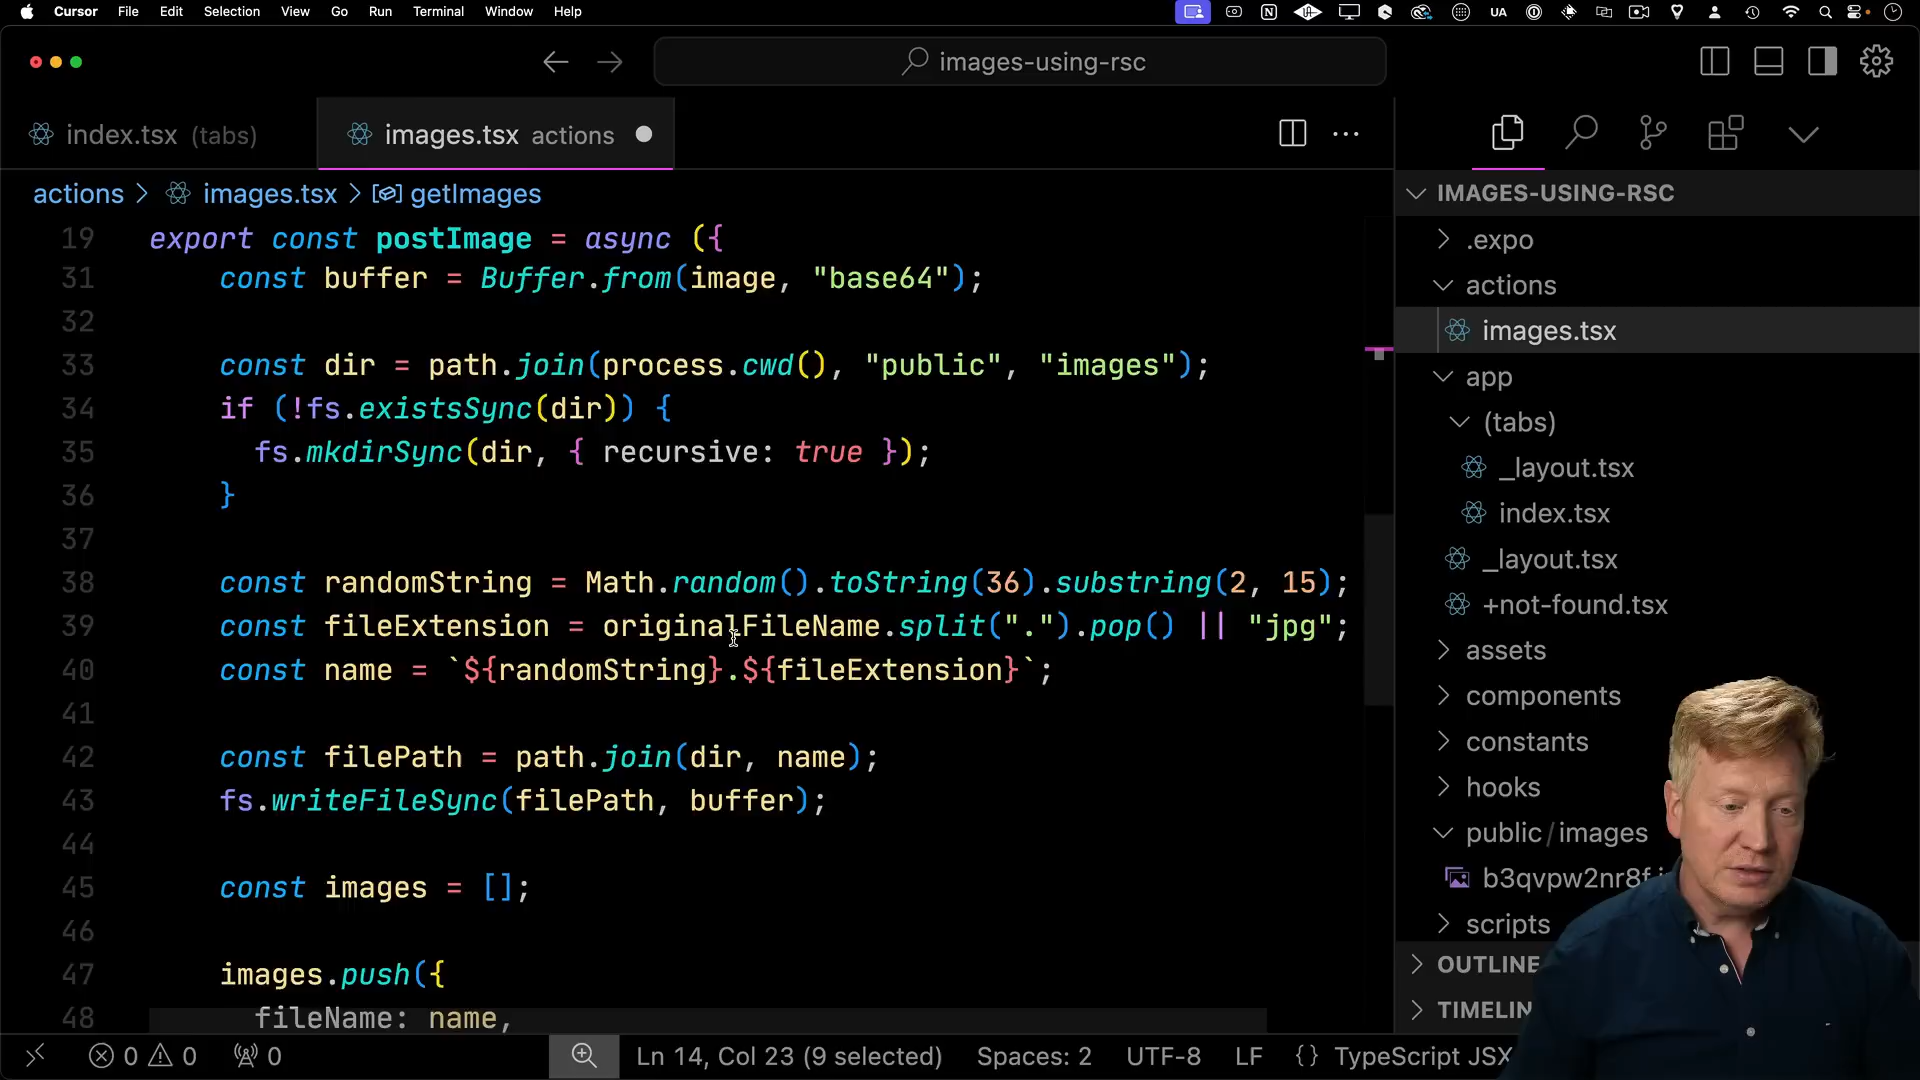 Cursor File Edit Selection View Go Run Terminal Window Help UA
images-using-rsc
index.tsx (tabs) images.tsx actions
actions > images.tsx > getImages
19 export const postImage = async ({
31 const buffer = Buffer.from(image, "base64");
32
33 const dir = path.join(process.cwd(), "public", "images");
34 if (!fs.existsSync(dir)) {
35 fs.mkdirSync(dir, { recursive: true });
36 }
37
38 const randomString = Math.random().toString(36).substring(2, 15);
39 const fileExtension = originalFileName.split(".").pop() || "jpg";
40 const name = `${randomString}.${fileExtension}`;
41
42 const filePath = path.join(dir, name);
43 fs.writeFileSync(filePath, buffer);
44
45 const images = [];
46
47 images.push({
48 fileName: name,
IMAGES-USING-RSC
.expo
actions
images.tsx
app
(tabs)
_layout.tsx
index.tsx
_layout.tsx
+not-found.tsx
assets
components
constants
hooks
public/images
b3qvpw2nr8f.j
scripts
OUTLINE
TIMELIN
0 0 0 Ln 14, Col 23 (9 selected) Spaces: 2 UTF-8 LF {} TypeScript JSX